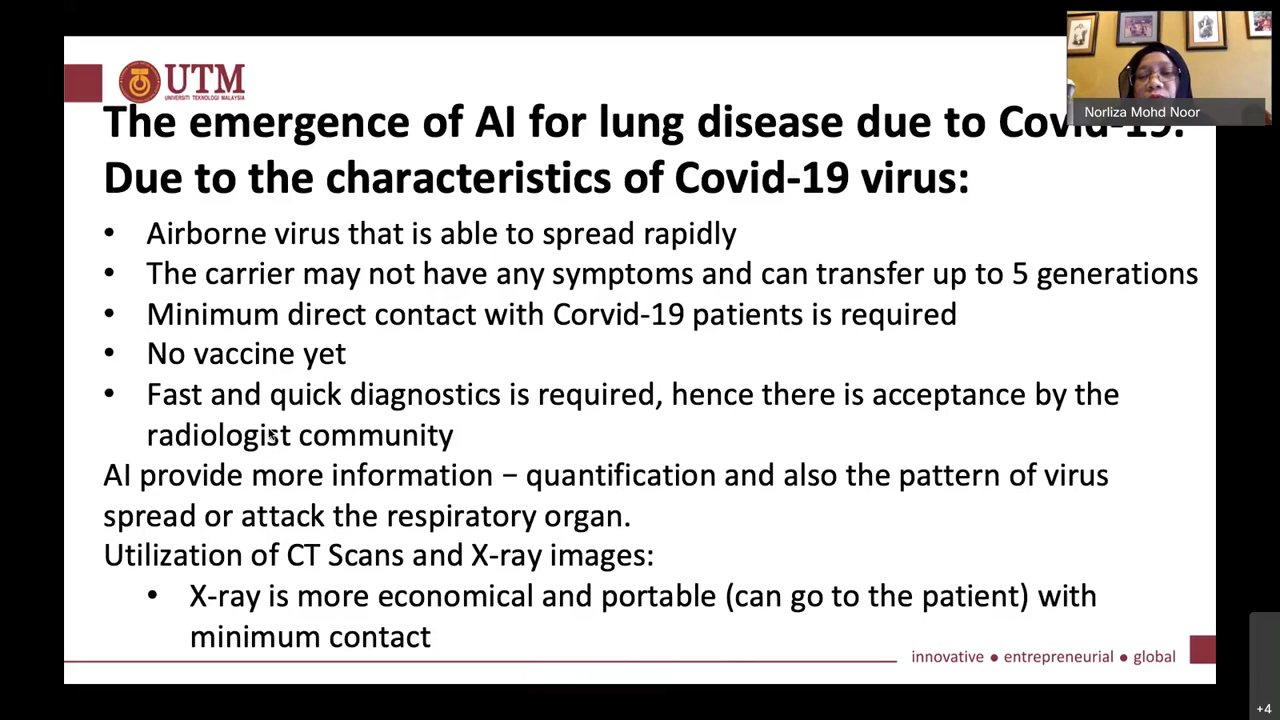 UTM
UNIVERSITI TEKNOLOGI MALAYSIA
Norliza Mohd Noor
The emergence of AI for lung disease due to Covid-19.
Due to the characteristics of Covid-19 virus:
• Airborne virus that is able to spread rapidly
• The carrier may not have any symptoms and can transfer up to 5 generations
• Minimum direct contact with Corvid-19 patients is required
• No vaccine yet
• Fast and quick diagnostics is required, hence there is acceptance by the
radiologist community
AI provide more information – quantification and also the pattern of virus
spread or attack the respiratory organ.
Utilization of CT Scans and X-ray images:
• X-ray is more economical and portable (can go to the patient) with
minimum contact
innovative ● entrepreneurial ● global
+4